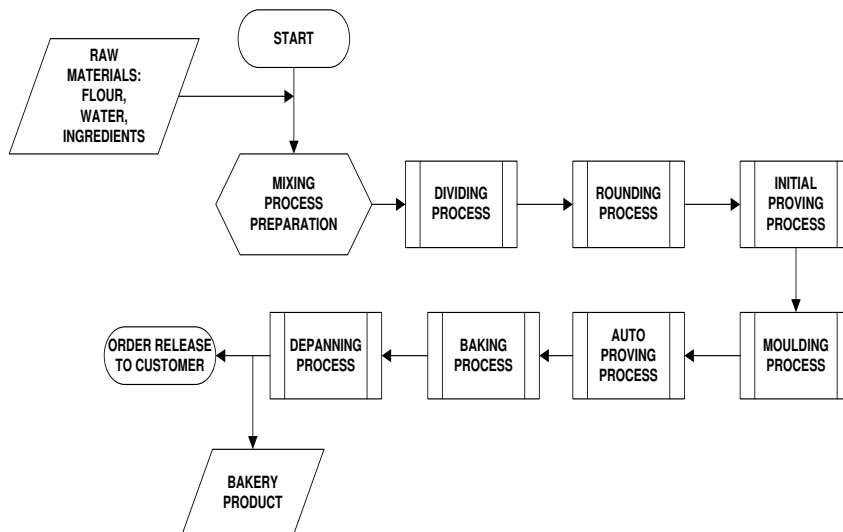 START
RAW
MATERIALS:
FLOUR,
WATER,
INGREDIENTS
MIXING
PROCESS
PREPARATION
DIVIDING
PROCESS
ROUNDING
PROCESS
INITIAL
PROVING
PROCESS
MOULDING
PROCESS
AUTO
PROVING
PROCESS
BAKING
PROCESS
DEPANNING
PROCESS
ORDER RELEASE
TO CUSTOMER
BAKERY
PRODUCT